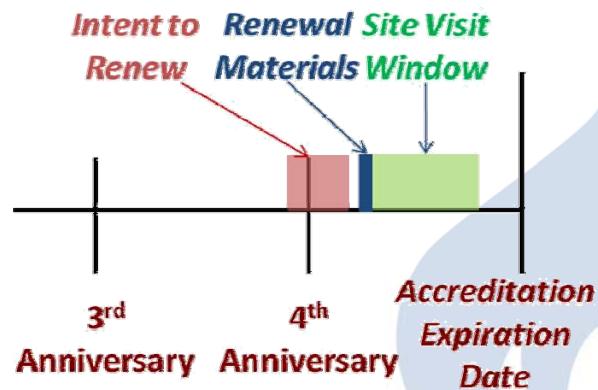 Intent to
Renew
Renewal
Materials
Site Visit
Window
3rd
Anniversary
4th
Anniversary
Accreditation
Expiration
Date